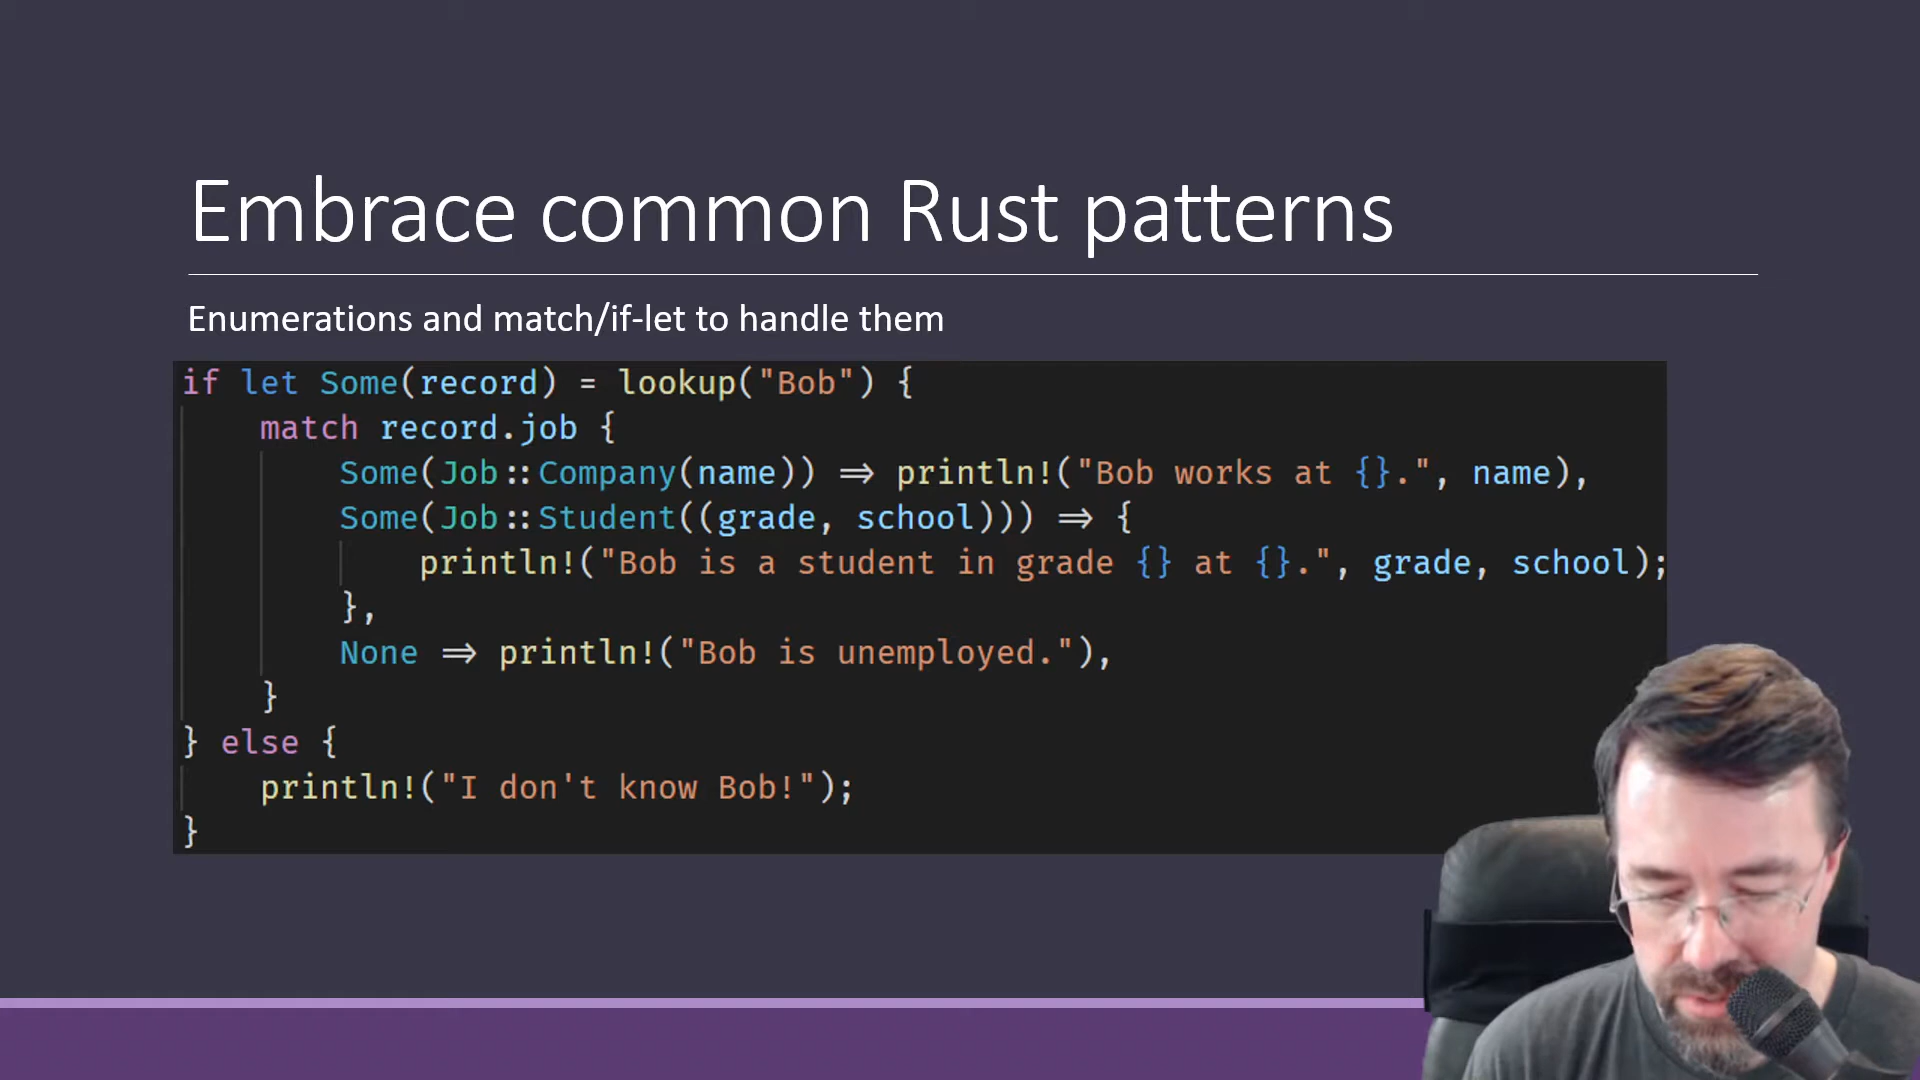 Embrace common Rust patterns
Enumerations and match/if-let to handle them
if let Some(record) = lookup("Bob") {
    match record.job {
        Some(Job::Company(name)) => println!("Bob works at {}.", name),
        Some(Job::Student((grade, school))) => {
            println!("Bob is a student in grade {} at {}.", grade, school);
        },
        None => println!("Bob is unemployed."),
    }
} else {
    println!("I don't know Bob!");
}